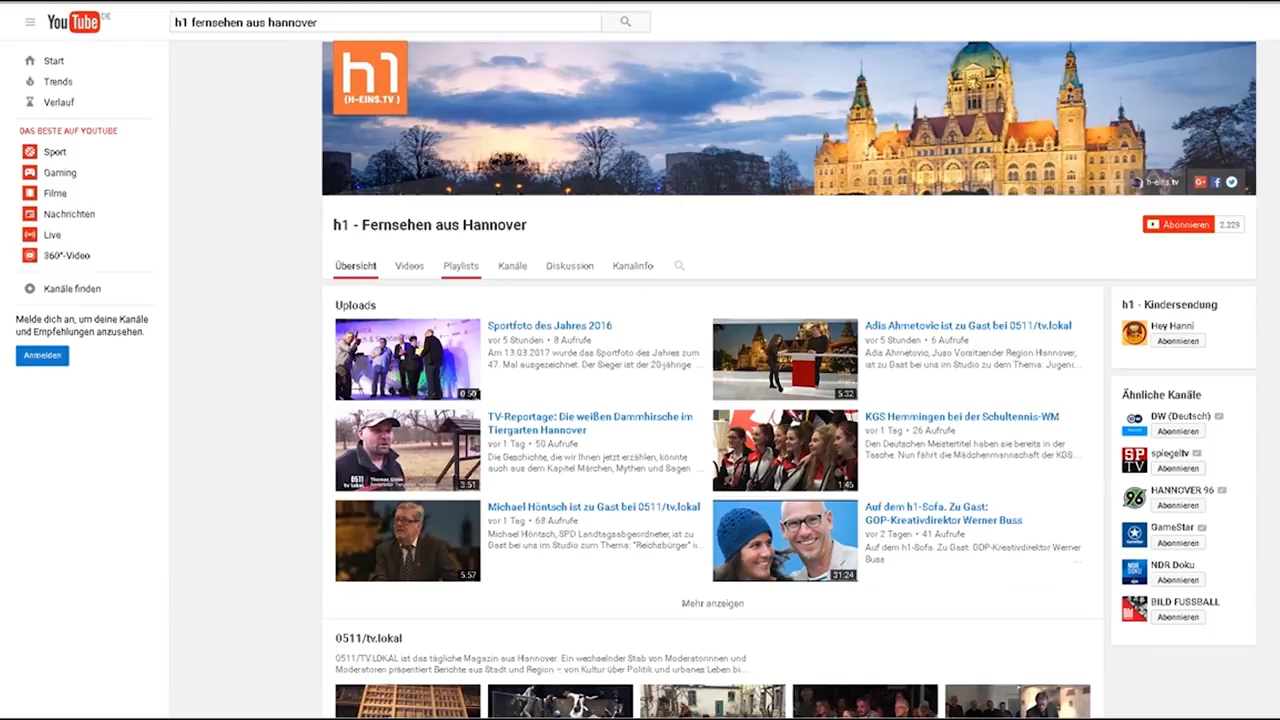 YouTube DE
h1 fernsehen aus hannover
Start
Trends
Verlauf
DAS BESTE AUF YOUTUBE
Sport
Gaming
Filme
Nachrichten
Live
360°-Video
Kanäle finden
Melde dich an, um deine Kanäle
und Empfehlungen anzusehen.
Anmelden
h1
(H-EINS.TV)
h-eins.tv
h1 - Fernsehen aus Hannover
Abonnieren 2.329
Übersicht Videos Playlists Kanäle Diskussion Kanalinfo
Uploads
0:50
Sportfoto des Jahres 2016
vor 5 Stunden • 8 Aufrufe
Am 13.03.2017 wurde das Sportfoto des Jahres zum
47. Mal ausgezeichnet. Der Sieger ist der 20-jährige ...
5:32
Adis Ahmetovic ist zu Gast bei 0511/tv.lokal
vor 5 Stunden • 6 Aufrufe
Adis Ahmetovic, Juso Vorsitzender Region Hannover,
ist zu Gast bei uns im Studio zu dem Thema: Jugen...
0511
3:51
TV-Reportage: Die weißen Dammhirsche im
Tiergarten Hannover
vor 1 Tag • 50 Aufrufe
Die Geschichte, die wir Ihnen jetzt erzählen, könnte
auch aus dem Kapitel Märchen, Mythen und Sagen ...
1:45
KGS Hemmingen bei der Schultennis-WM
vor 1 Tag • 26 Aufrufe
Den Deutschen Meistertitel haben sie bereits in der
Tasche. Nun fährt die Mädchenmannschaft der KGS ...
5:57
Michael Höntsch ist zu Gast bei 0511/tv.lokal
vor 1 Tag • 68 Aufrufe
Michael Höntsch, SPD Landtagsabgeordneter, ist zu
Gast bei uns im Studio zum Thema: "Reichsbürger" i...
31:24
Auf dem h1-Sofa. Zu Gast:
GOP-Kreativdirektor Werner Buss
vor 2 Tagen • 41 Aufrufe
Auf dem h1-Sofa. Zu Gast: GDP-Kreativdirektor Werner
Buss ...
Mehr anzeigen
0511/tv.lokal
0511/TV.LOKAL ist das tägliche Magazin aus Hannover. Ein wechselnder Stab von Moderatorinnen und
Moderatoren präsentiert Berichte aus Stadt und Region – von Kultur über Politik und urbanes Leben bi...
h1 - Kindersendung
Hey Hanni
Abonnieren
Ähnliche Kanäle
DW (Deutsch)
Abonnieren
SP TV
spiegeltv
Abonnieren
96
HANNOVER 96
Abonnieren
GameStar
Abonnieren
NDR Doku
Abonnieren
Bild
BILD FUSSBALL
Abonnieren